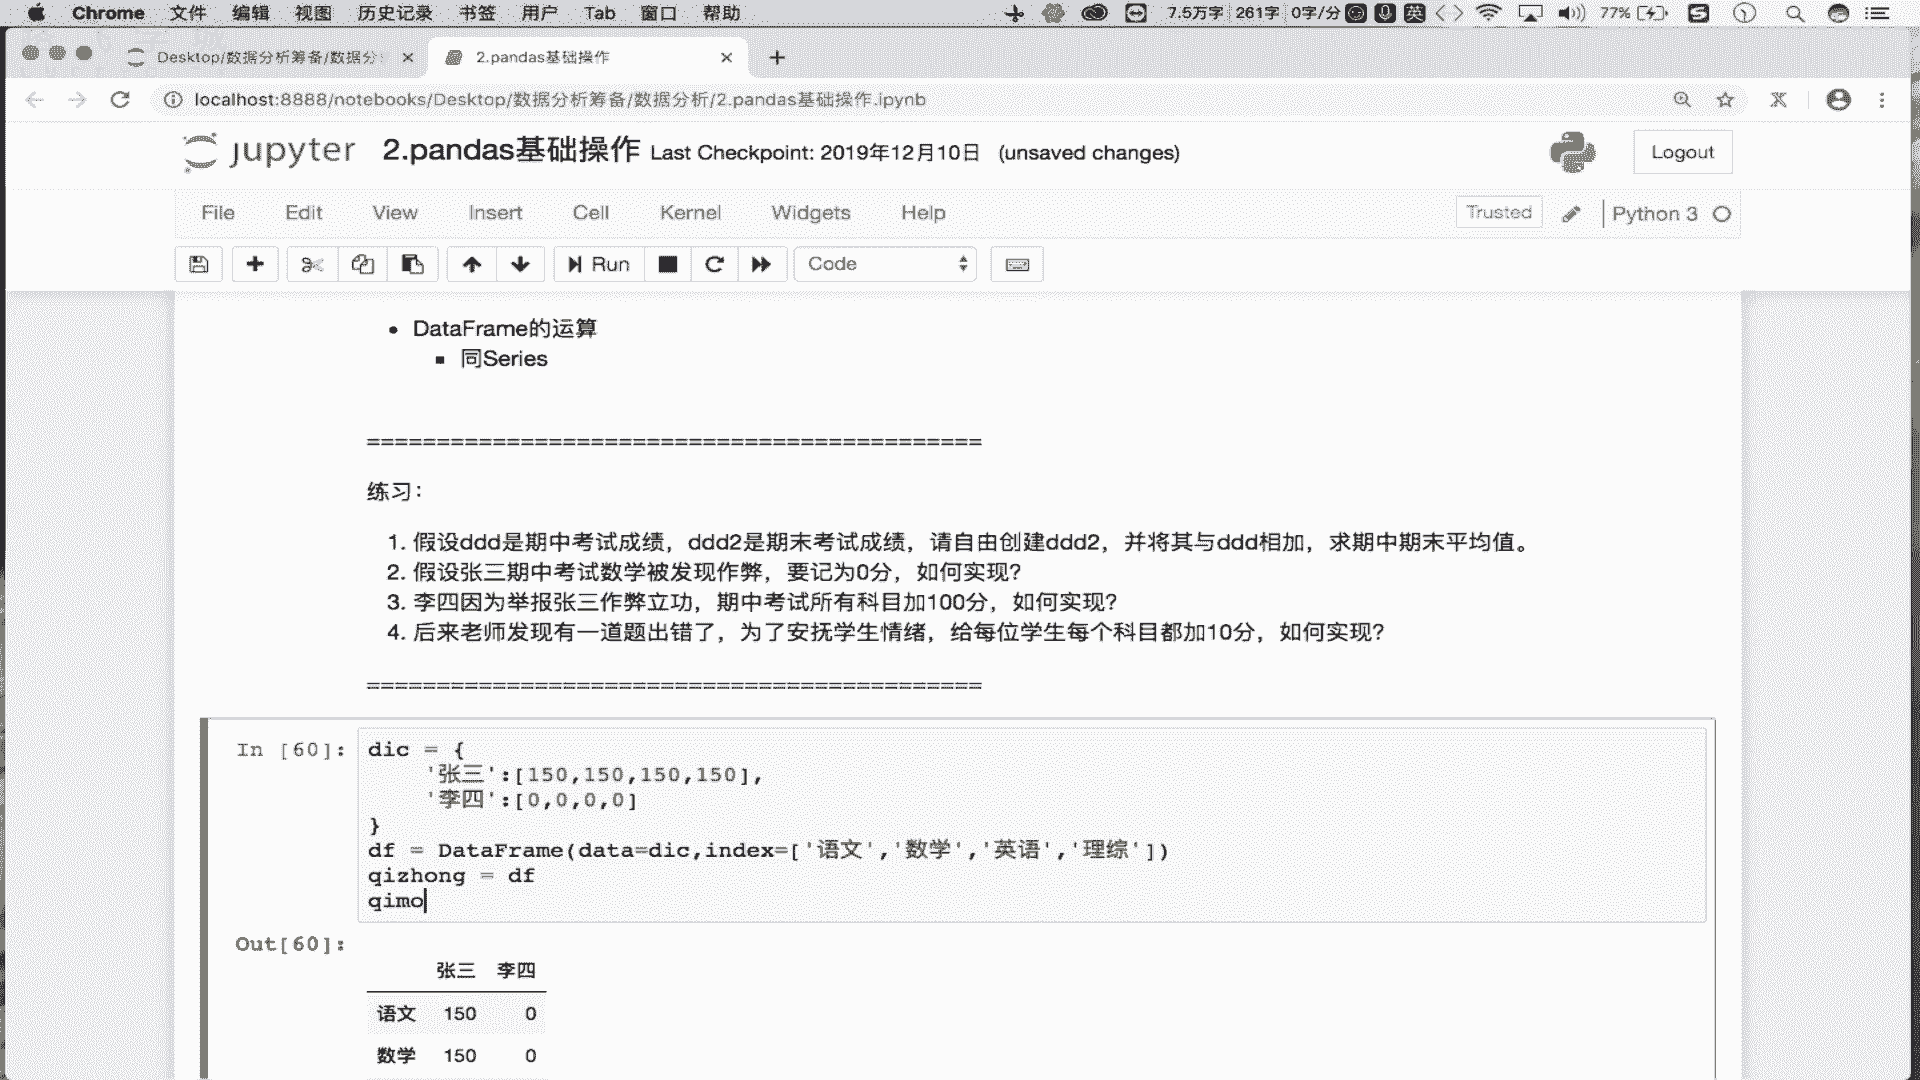 Chrome 文件 编辑 视图 历史记录 书签 用户 Tab 窗口 帮助 7.5万字 261字 0字/分 英 77%
Desktop/数据分析筹备/数据分 2.pandas基础操作
localhost:8888/notebooks/Desktop/数据分析筹备/数据分析/2.pandas基础操作.ipynb
jupyter 2.pandas基础操作 Last Checkpoint: 2019年12月10日 (unsaved changes) Logout
File Edit View Insert Cell Kernel Widgets Help Trusted Python 3
Run Code
DataFrame的运算
同Series
============================================
练习：
1. 假设ddd是期中考试成绩，ddd2是期末考试成绩，请自由创建ddd2，并将其与ddd相加，求期中期末平均值。
2. 假设张三期中考试数学被发现作弊，要记为0分，如何实现？
3. 李四因为举报张三作弊立功，期中考试所有科目加100分，如何实现？
4. 后来老师发现有一道题出错了，为了安抚学生情绪，给每位学生每个科目都加10分，如何实现？
============================================
In [60]: dic = {
'张三':[150,150,150,150],
'李四':[0,0,0,0]
}
df = DataFrame(data=dic,index=['语文','数学','英语','理综'])
qizhong = df
qimo
Out[60]:
张三 李四
语文 150 0
数学 150 0